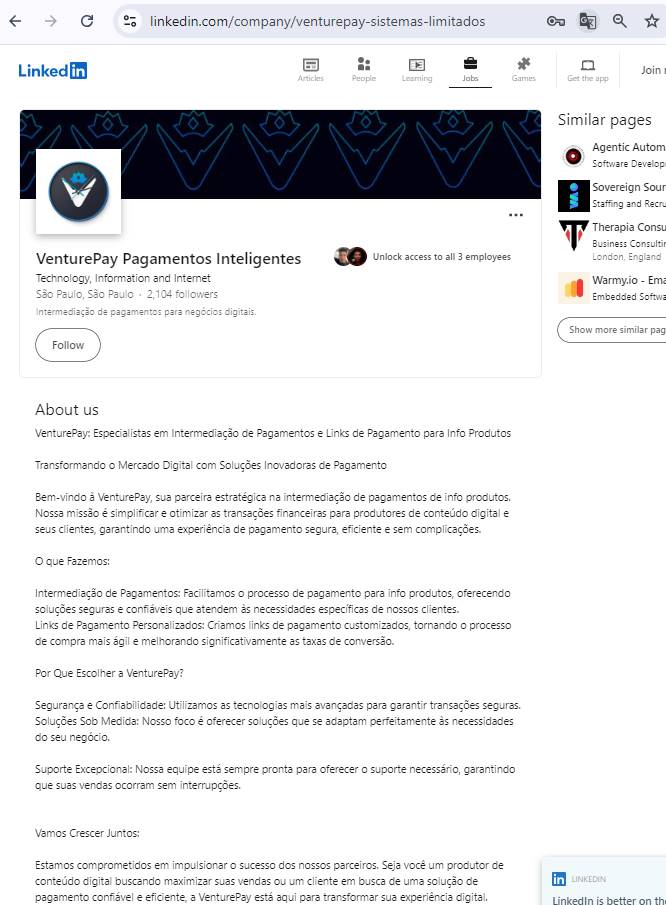 linkedin.com/company/venturepay-sistemas-limitados
Linkedin
Articles
People
Learning
Jobs
Games
Get the app
Join
VenturePay Pagamentos Inteligentes
Unlock access to all 3 employees
Technology, Information and Internet
São Paulo, São Paulo · 2,104 followers
Intermediação de pagamentos para negócios digitais.
Follow
About us
VenturePay: Especialistas em Intermediação de Pagamentos e Links de Pagamento para Info Produtos
Transformando o Mercado Digital com Soluções Inovadoras de Pagamento
Bem-vindo à VenturePay, sua parceira estratégica na intermediação de pagamentos de info produtos.
Nossa missão é simplificar e otimizar as transações financeiras para produtores de conteúdo digital e
seus clientes, garantindo uma experiência de pagamento segura, eficiente e sem complicações.
O que Fazemos:
Intermediação de Pagamentos: Facilitamos o processo de pagamento para info produtos, oferecendo
soluções seguras e confiáveis que atendem às necessidades específicas de nossos clientes.
Links de Pagamento Personalizados: Criamos links de pagamento customizados, tornando o processo
de compra mais ágil e melhorando significativamente as taxas de conversão.
Por Que Escolher a VenturePay?
Segurança e Confiabilidade: Utilizamos as tecnologias mais avançadas para garantir transações seguras.
Soluções Sob Medida: Nosso foco é oferecer soluções que se adaptam perfeitamente às necessidades
do seu negócio.
Suporte Excepcional: Nossa equipe está sempre pronta para oferecer o suporte necessário, garantindo
que suas vendas ocorram sem interrupções.
Vamos Crescer Juntos:
Estamos comprometidos em impulsionar o sucesso dos nossos parceiros. Seja você um produtor de
conteúdo digital buscando maximizar suas vendas ou um cliente em busca de uma solução de
pagamento confiável e eficiente, a VenturePay está aqui para transformar sua experiência digital.
Similar pages
Agentic Autom
Software Develop
Sovereign Sour
Staffing and Recru
Therapia Consu
Business Consultin
London, England
Warmy.io - Ema
Embedded Softwa
Show more similar pag
LINKEDIN
LinkedIn is better on the